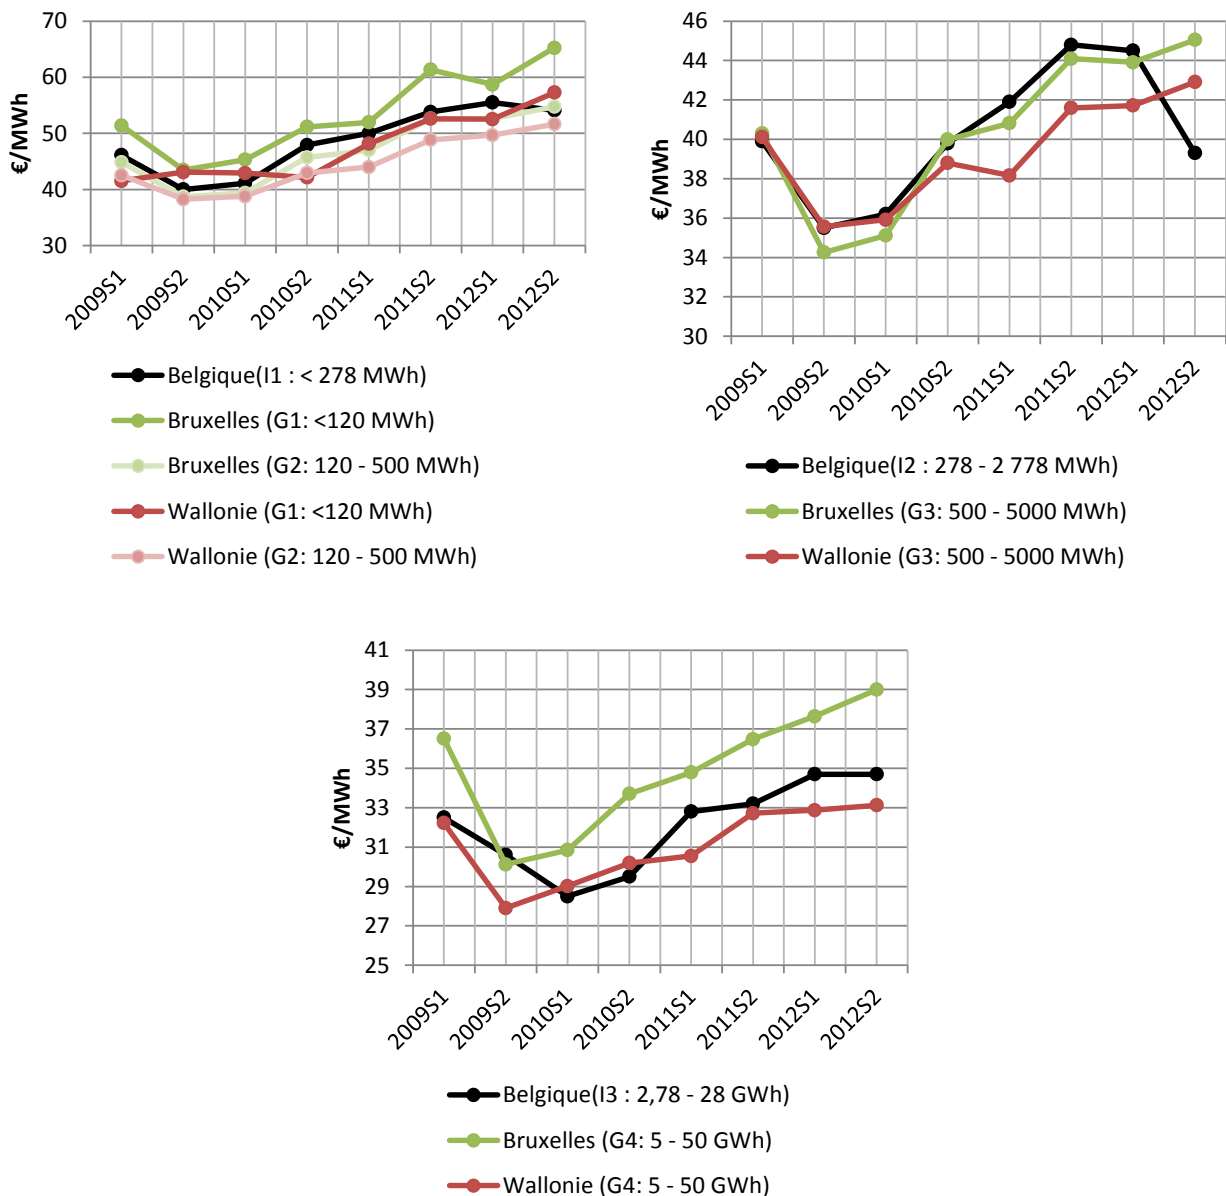 €/MWh
70
60
50
40
30
2009S1
2009S2
2010S1
2010S2
2011S1
2011S2
2012S1
2012S2
Belgique(I1 : < 278 MWh)
Bruxelles (G1: <120 MWh)
Bruxelles (G2: 120 - 500 MWh)
Wallonie (G1: <120 MWh)
Wallonie (G2: 120 - 500 MWh)
€/MWh
46
44
42
40
38
36
34
32
30
2009S1
2009S2
2010S1
2010S2
2011S1
2011S2
2012S1
2012S2
Belgique(I2 : 278 - 2 778 MWh)
Bruxelles (G3: 500 - 5000 MWh)
Wallonie (G3: 500 - 5000 MWh)
€/MWh
41
39
37
35
33
31
29
27
25
2009S1
2009S2
2010S1
2010S2
2011S1
2011S2
2012S1
2012S2
Belgique(I3 : 2,78 - 28 GWh)
Bruxelles (G4: 5 - 50 GWh)
Wallonie (G4: 5 - 50 GWh)